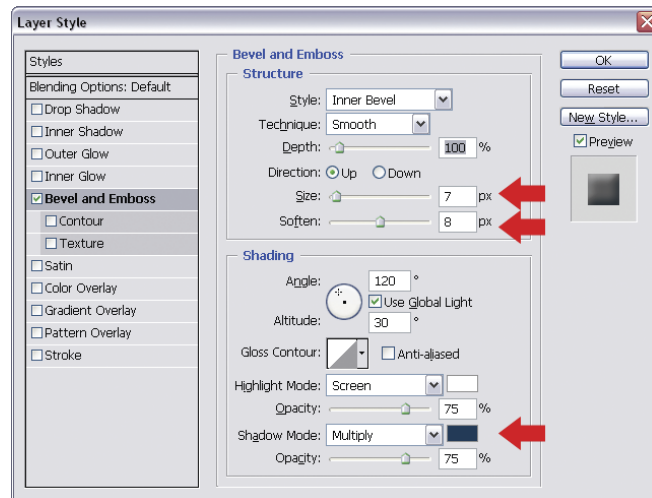 Layer Style
Styles
Blending Options: Default
Drop Shadow
Inner Shadow
Outer Glow
Inner Glow
Bevel and Emboss
Contour
Texture
Satin
Color Overlay
Gradient Overlay
Pattern Overlay
Stroke
Bevel and Emboss
Structure
Style: Inner Bevel
Technique: Smooth
Depth: 100 %
Direction: Up Down
Size: 7 px
Soften: 8 px
Shading
Angle: 120 °
Use Global Light
Altitude: 30 °
Gloss Contour: Anti-aliased
Highlight Mode: Screen
Opacity: 75 %
Shadow Mode: Multiply
Opacity: 75 %
OK
Reset
New Style...
Preview